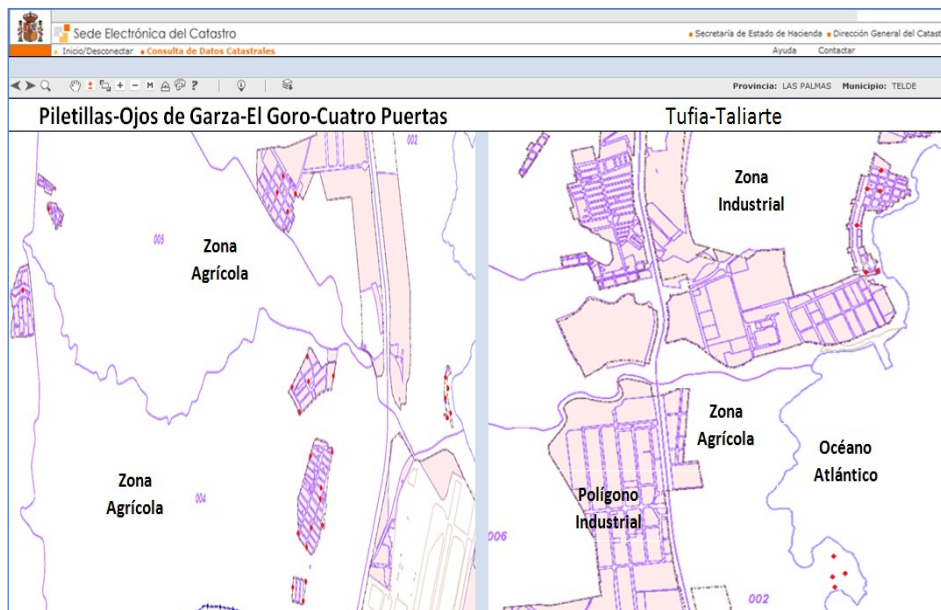 Sede Electrónica del Catastro
Secretaría de Estado de Hacienda Dirección General del Catast
Inicio/Desconectar Consulta de Datos Catastrales
Ayuda Contactar
M ?
Provincia: LAS PALMAS Municipio: TELDE
Piletillas-Ojos de Garza-El Goro-Cuatro Puertas
Tufia-Taliarte
002
005
Zona
Agrícola
Zona
Agrícola
004
Zona
Industrial
Zona
Agrícola
Océano
Atlántico
Polígono
Industrial
006
002